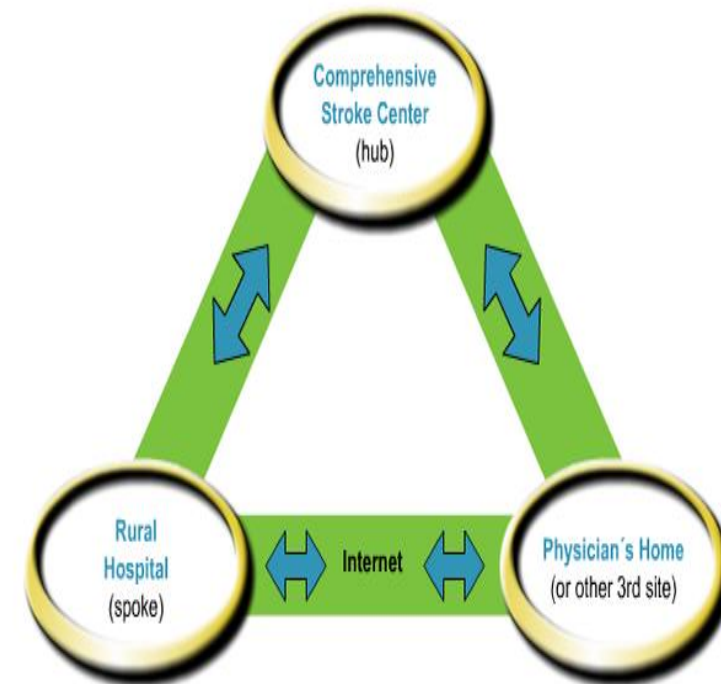 Comprehensive
Stroke Center
(hub)
Rural
Hospital
(spoke)
Internet
Physician´s Home
(or other 3rd site)